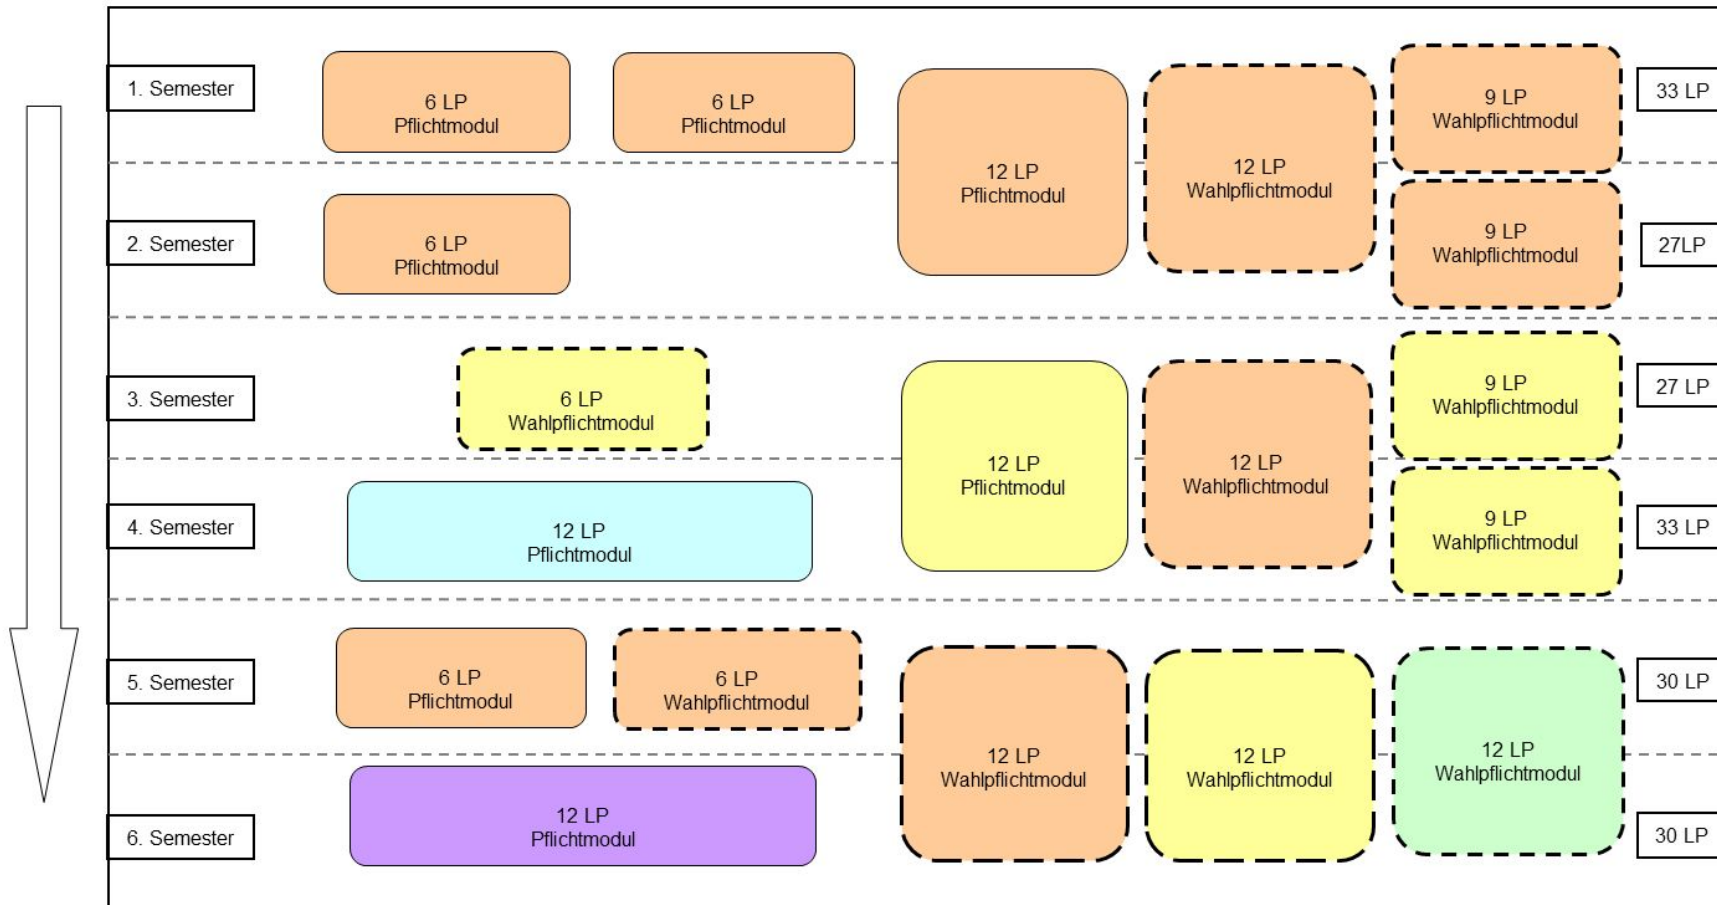 1. Semester
6 LP
Pflichtmodul
6 LP
Pflichtmodul
12 LP
Pflichtmodul
12 LP
Wahlpflichtmodul
9 LP
Wahlpflichtmodul
33 LP
2. Semester
6 LP
Pflichtmodul
9 LP
Wahlpflichtmodul
27LP
3. Semester
6 LP
Wahlpflichtmodul
12 LP
Pflichtmodul
12 LP
Wahlpflichtmodul
9 LP
Wahlpflichtmodul
27 LP
4. Semester
12 LP
Pflichtmodul
9 LP
Wahlpflichtmodul
33 LP
5. Semester
6 LP
Pflichtmodul
6 LP
Wahlpflichtmodul
12 LP
Wahlpflichtmodul
12 LP
Wahlpflichtmodul
12 LP
Wahlpflichtmodul
30 LP
6. Semester
12 LP
Pflichtmodul
30 LP